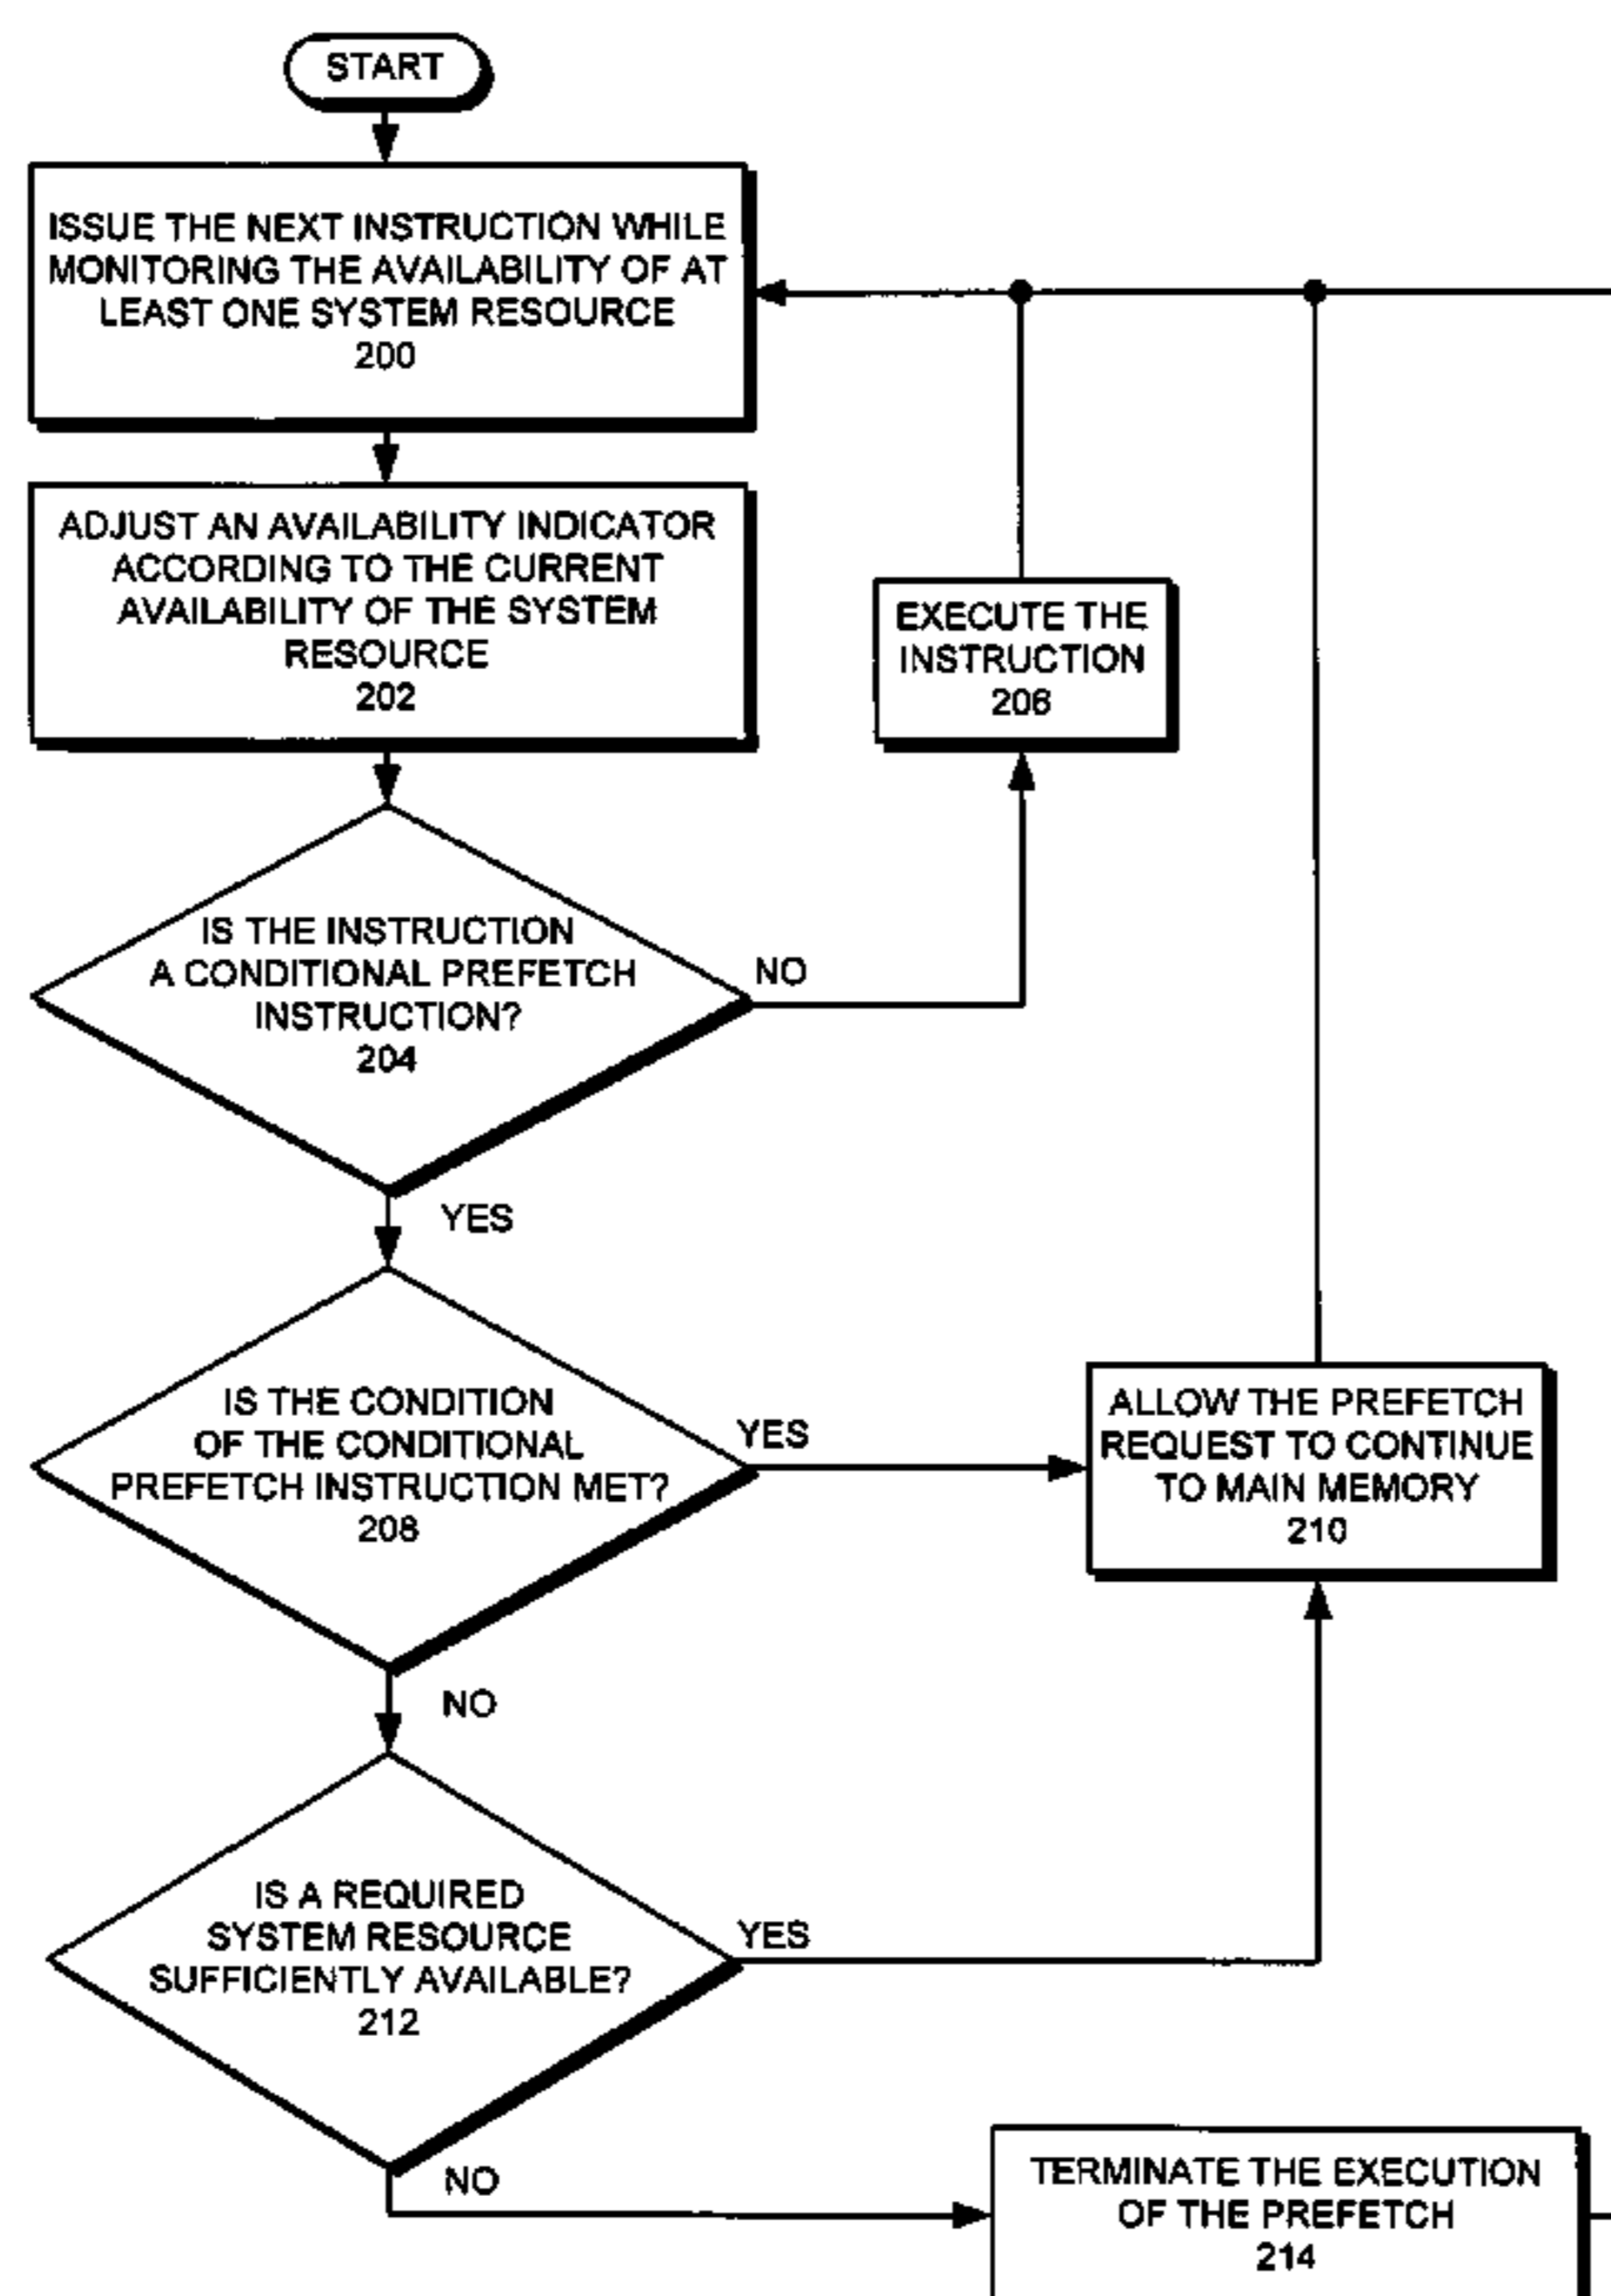 START
ISSUE THE NEXT INSTRUCTION WHILE
MONITORING THE AVAILABILITY OF AT
LEAST ONE SYSTEM RESOURCE
200
ADJUST AN AVAILABILITY INDICATOR
ACCORDING TO THE CURRENT
AVAILABILITY OF THE SYSTEM
RESOURCE
202
EXECUTE THE
INSTRUCTION
206
IS THE INSTRUCTION
A CONDITIONAL PREFETCH
INSTRUCTION?
204
NO
YES
IS THE CONDITION
OF THE CONDITIONAL
PREFETCH INSTRUCTION MET?
208
YES
ALLOW THE PREFETCH
REQUEST TO CONTINUE
TO MAIN MEMORY
210
NO
IS A REQUIRED
SYSTEM RESOURCE
SUFFICIENTLY AVAILABLE?
212
YES
NO
TERMINATE THE EXECUTION
OF THE PREFETCH
214